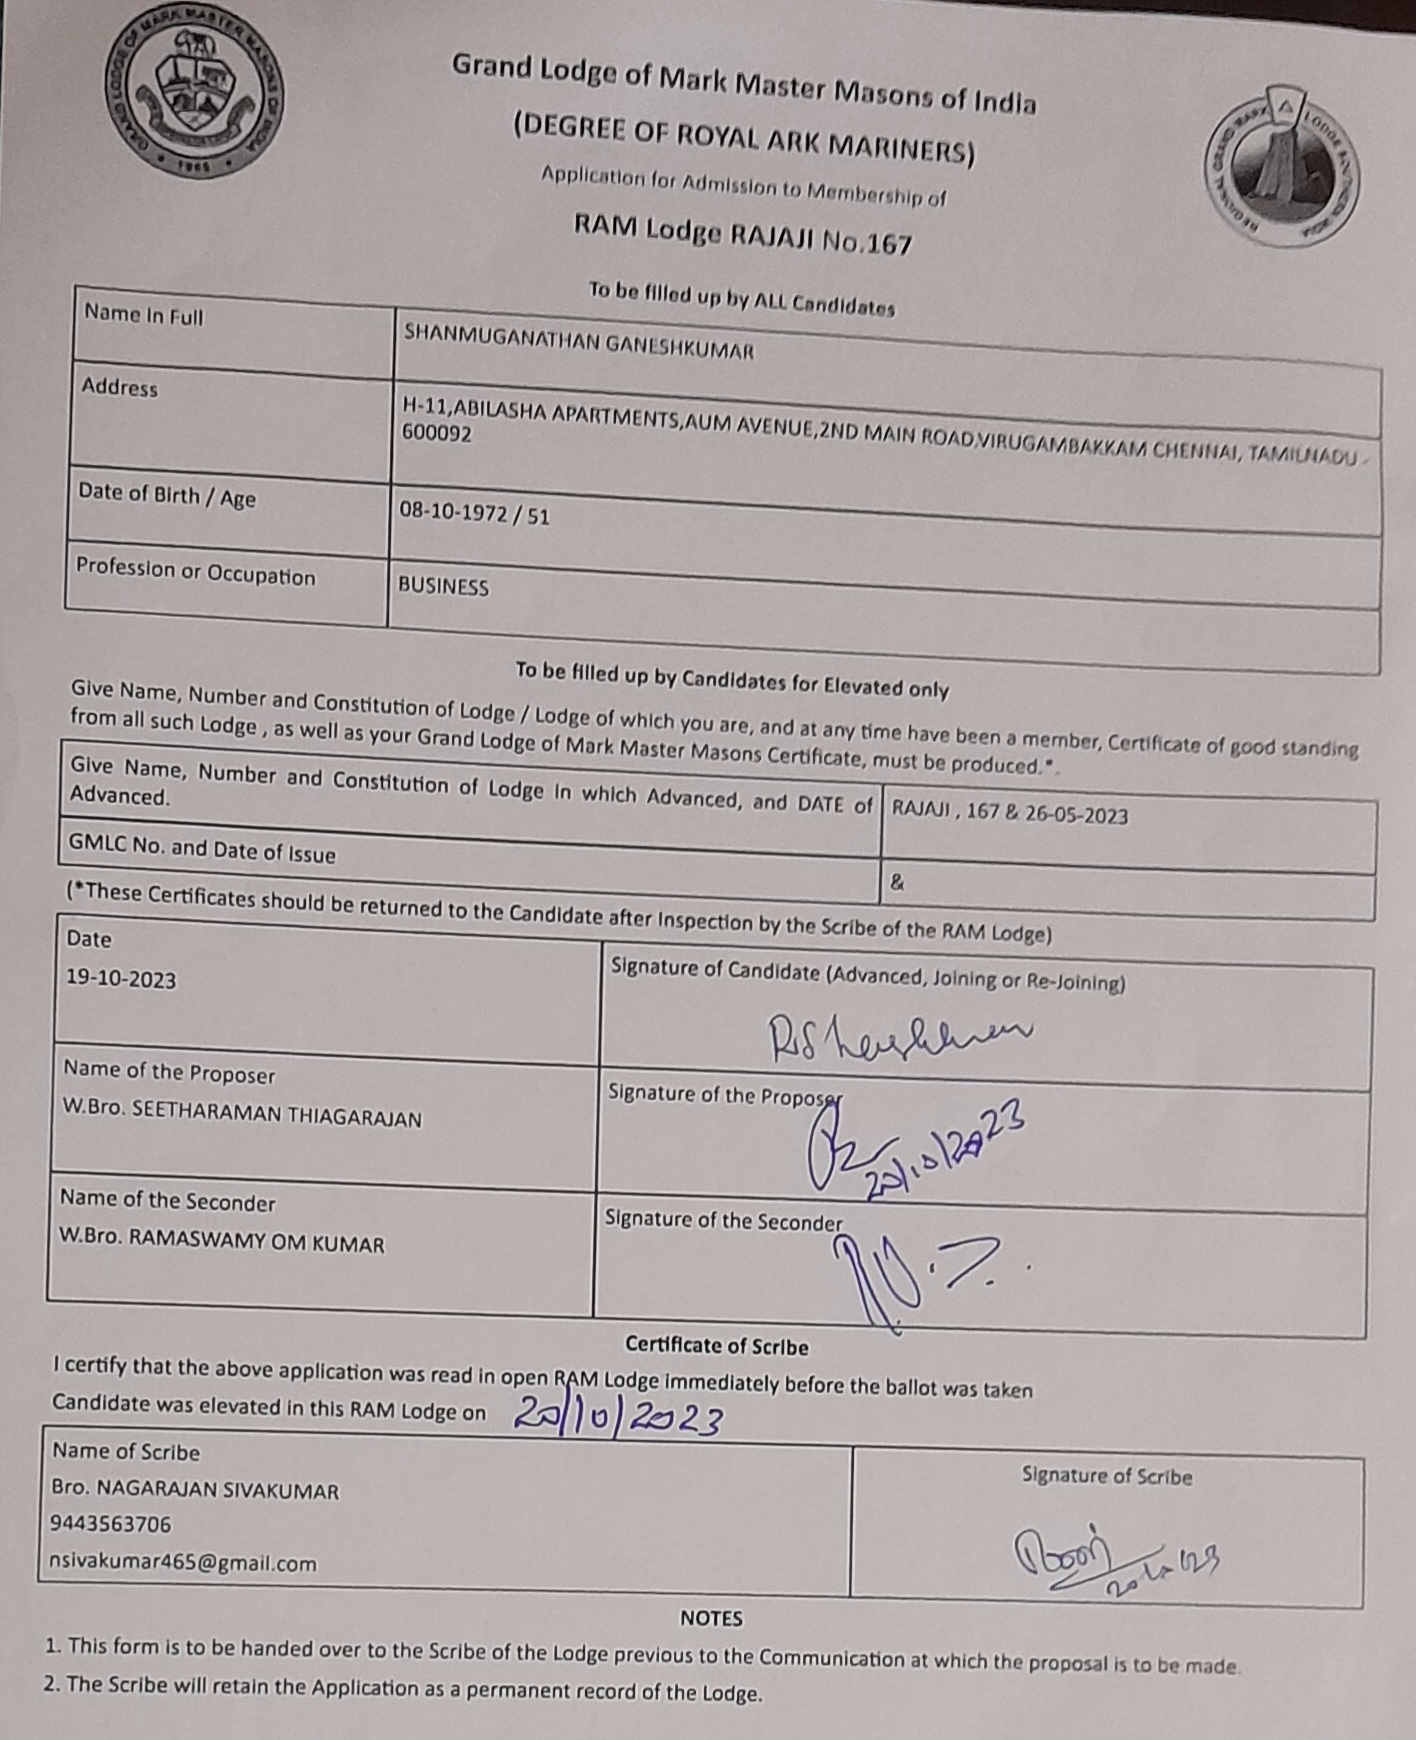 GRAND LODGE OF MARK MASTER MASONS OF INDIA
Grand Lodge of Mark Master Masons of India
(DEGREE OF ROYAL ARK MARINERS)
Application for Admission to Membership of
RAM Lodge RAJAJI No.167
To be filled up by ALL Candidates
Name In Full
SHANMUGANATHAN GANESHKUMAR
Address
H-11,ABILASHA APARTMENTS,AUM AVENUE,2ND MAIN ROAD,VIRUGAMBAKKAM CHENNAI, TAMILNADU -
600092
Date of Birth / Age
08-10-1972 / 51
Profession or Occupation
BUSINESS
To be filled up by Candidates for Elevated only
Give Name, Number and Constitution of Lodge / Lodge of which you are, and at any time have been a member, Certificate of good standing
from all such Lodge , as well as your Grand Lodge of Mark Master Masons Certificate, must be produced.*.
Give Name, Number and Constitution of Lodge in which Advanced, and DATE of
Advanced.
RAJAJI , 167 & 26-05-2023
GMLC No. and Date of Issue
&
(*These Certificates should be returned to the Candidate after Inspection by the Scribe of the RAM Lodge)
Date
19-10-2023
Signature of Candidate (Advanced, Joining or Re-Joining)
Name of the Proposer
W.Bro. SEETHARAMAN THIAGARAJAN
Signature of the Proposer
20/10/2023
Name of the Seconder
W.Bro. RAMASWAMY OM KUMAR
Signature of the Seconder
Certificate of Scribe
I certify that the above application was read in open RAM Lodge immediately before the ballot was taken
Candidate was elevated in this RAM Lodge on 20/10/2023
Name of Scribe
Bro. NAGARAJAN SIVAKUMAR
9443563706
nsivakumar465@gmail.com
Signature of Scribe
NOTES
1. This form is to be handed over to the Scribe of the Lodge previous to the Communication at which the proposal is to be made.
2. The Scribe will retain the Application as a permanent record of the Lodge.